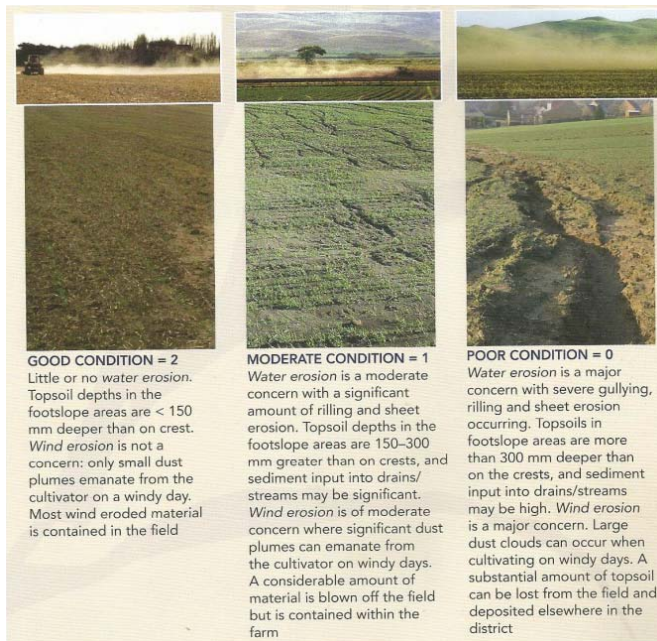 GOOD CONDITION = 2
Little or no water erosion.
Topsoil depths in the
footslope areas are < 150
mm deeper than on crest.
Wind erosion is not a
concern: only small dust
plumes emanate from the
cultivator on a windy day.
Most wind eroded material
is contained in the field
MODERATE CONDITION = 1
Water erosion is a moderate
concern with a significant
amount of rilling and sheet
erosion. Topsoil depths in the
footslope areas are 150–300
mm greater than on crests, and
sediment input into drains/
streams may be significant.
Wind erosion is of moderate
concern where significant dust
plumes can emanate from
the cultivator on windy days.
A considerable amount of
material is blown off the field
but is contained within the
farm
POOR CONDITION = 0
Water erosion is a major
concern with severe gullying,
rilling and sheet erosion
occurring. Topsoils in
footslope areas are more
than 300 mm deeper than
on the crests, and sediment
input into drains/streams
may be high. Wind erosion
is a major concern. Large
dust clouds can occur when
cultivating on windy days. A
substantial amount of topsoil
can be lost from the field and
deposited elsewhere in the
district